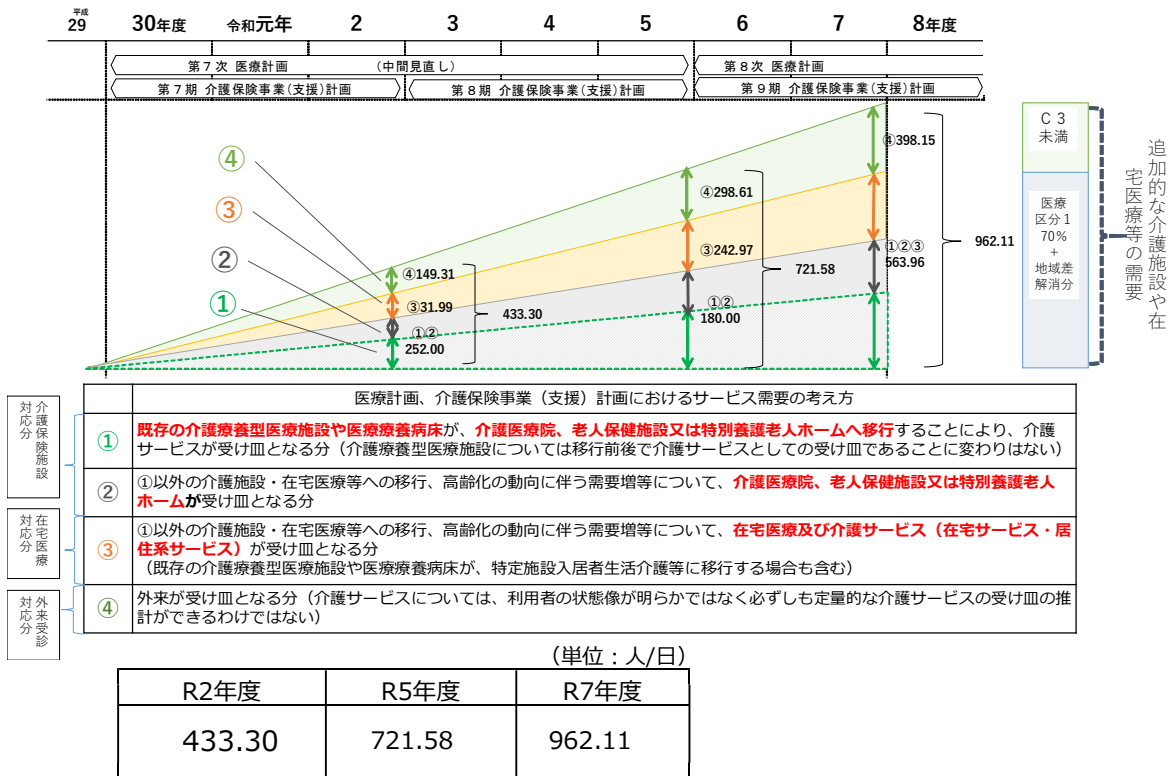 平成
29 30年度 令和元年 2 3 4 5 6 7 8年度
第７次 医療計画 （中間見直し） 第８次 医療計画
第７期 介護保険事業(支援)計画 第８期 介護保険事業(支援)計画 第９期 介護保険事業(支援)計画
④
③
②
①
④149.31
③31.99
①②
252.00
433.30
④298.61
③242.97
①②
180.00
721.58
④398.15
①②③
563.96
962.11
Ｃ３
未満
医療
区分１
70%
＋
地域差
解消分
追加的な介護施設や在
宅医療等の需要
医療計画、介護保険事業（支援）計画におけるサービス需要の考え方
介護保険施設
対応分
①
既存の介護療養型医療施設や医療療養病床が、介護医療院、老人保健施設又は特別養護老人ホームへ移行することにより、介護
サービスが受け皿となる分（介護療養型医療施設については移行前後で介護サービスとしての受け皿であることに変わりはない）
②
①以外の介護施設・在宅医療等への移行、高齢化の動向に伴う需要増等について、介護医療院、老人保健施設又は特別養護老人
ホームが受け皿となる分
在宅医療
対応分
③
①以外の介護施設・在宅医療等への移行、高齢化の動向に伴う需要増等について、在宅医療及び介護サービス（在宅サービス・居
住系サービス）が受け皿となる分
（既存の介護療養型医療施設や医療療養病床が、特定施設入居者生活介護等に移行する場合も含む）
外来受診
対応分
④
外来が受け皿となる分（介護サービスについては、利用者の状態像が明らかではなく必ずしも定量的な介護サービスの受け皿の推
計ができるわけではない）
（単位：人/日）
R2年度 R5年度 R7年度
433.30 721.58 962.11